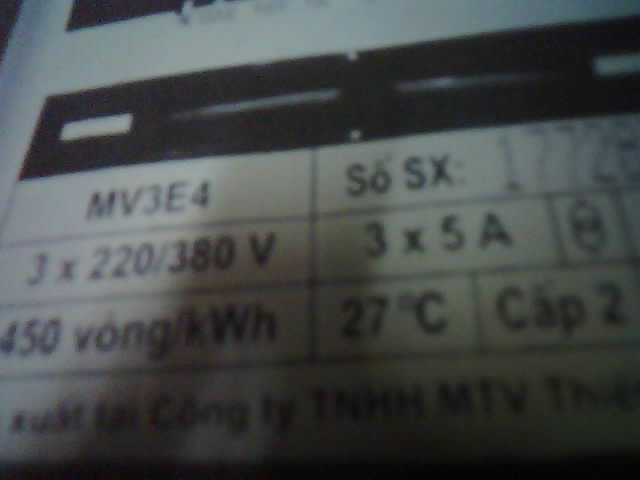 MV3E4 Số SX: 17726
3 x 220/380 V 3 x 5 A
450 vòng/kWh 27 °C Cấp 2
xuất tại Công ty TNHH MTV